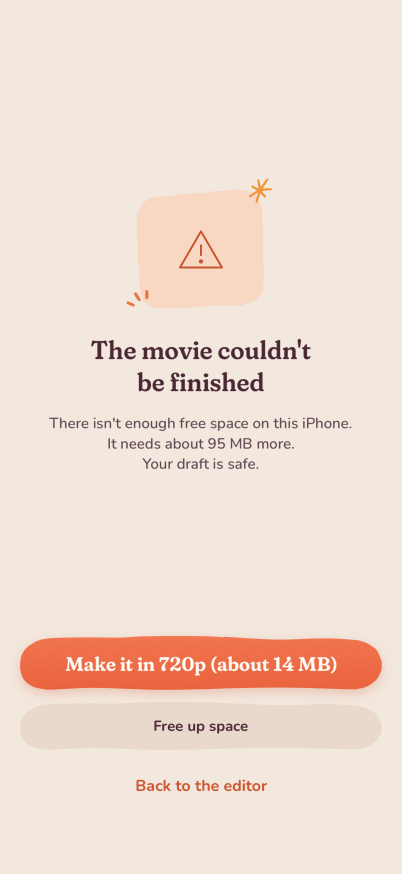 The movie couldn't
be finished
There isn't enough free space on this iPhone.
It needs about 95 MB more.
Your draft is safe.
Make it in 720p (about 14 MB)
Free up space
Back to the editor